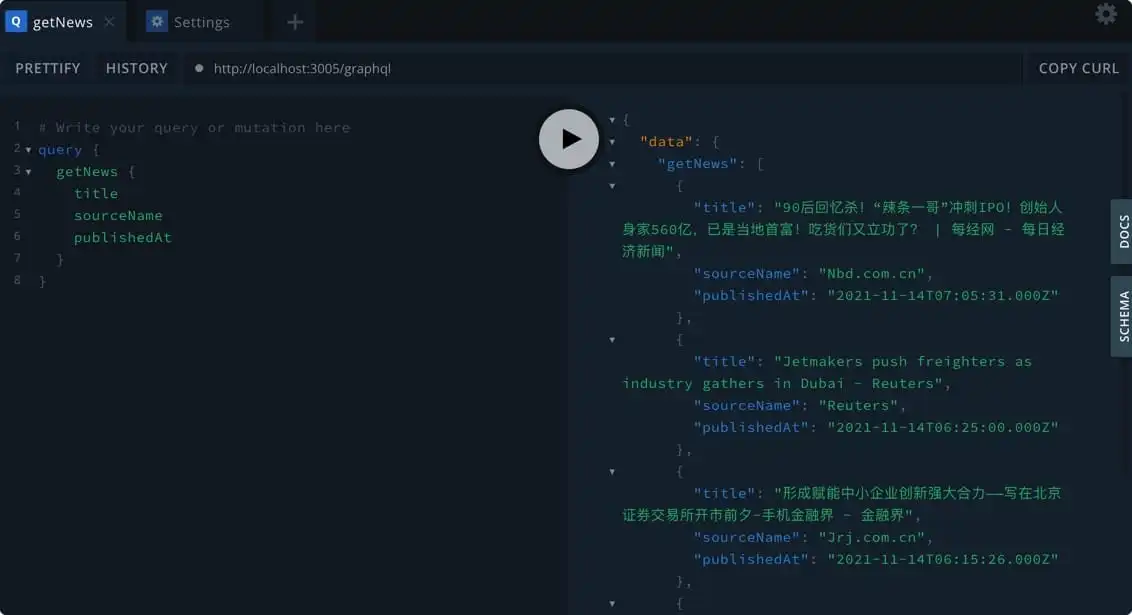 Q getNews
Settings
PRETTIFY HISTORY http://localhost:3005/graphql COPY CURL
1 # Write your query or mutation here
2 query {
3 getNews {
4 title
5 sourceName
6 publishedAt
7 }
8 }
{
"data": {
"getNews": [
{
"title": "90后回忆杀！“辣条一哥”冲刺IPO！创始人
身家560亿，已是当地首富！吃货们又立功了？ | 每经网 - 每日经
济新闻",
"sourceName": "Nbd.com.cn",
"publishedAt": "2021-11-14T07:05:31.000Z"
},
{
"title": "Jetmakers push freighters as
industry gathers in Dubai - Reuters",
"sourceName": "Reuters",
"publishedAt": "2021-11-14T06:25:00.000Z"
},
{
"title": "形成赋能中小企业创新强大合力——写在北京
证券交易所开市前夕-手机金融界 - 金融界",
"sourceName": "Jrj.com.cn",
"publishedAt": "2021-11-14T06:15:26.000Z"
},
{
DOCS
SCHEMA